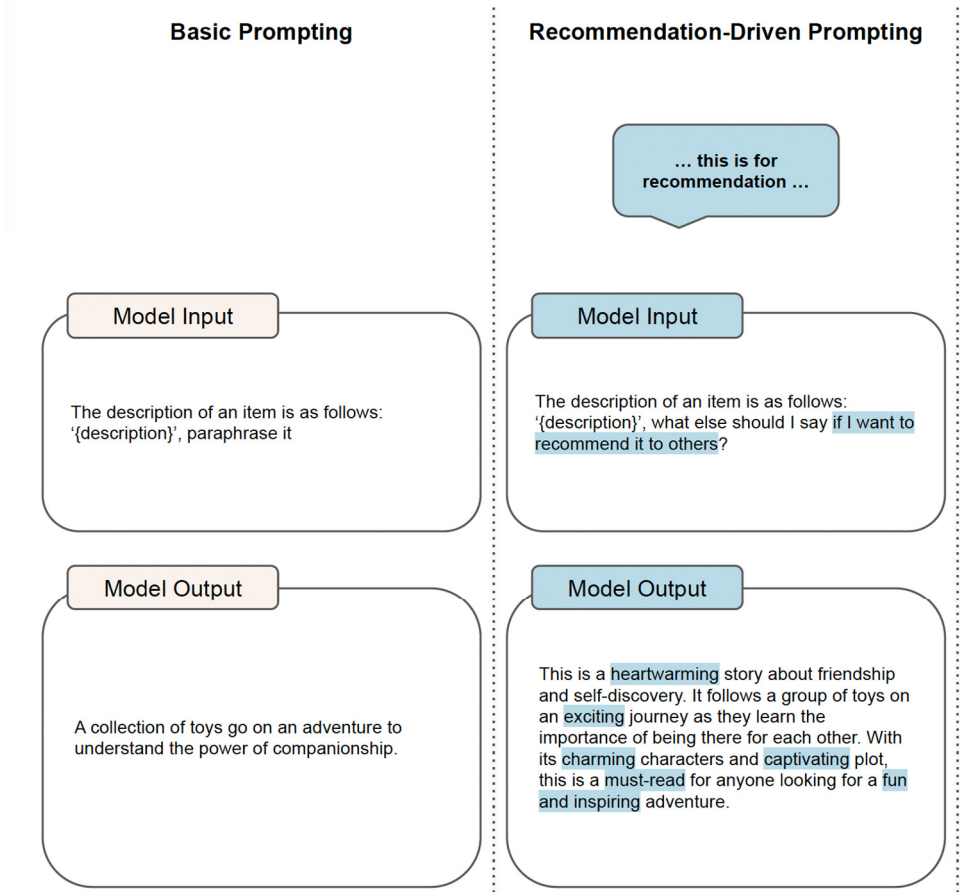 Basic Prompting
The description of an item is as follows:
‘{description}’, paraphrase it
Model Input
A collection of toys go on an adventure to
understand the power of companionship.
Model Output
Recommendation-Driven Prompting
… this is for
recommendation …
Model Input
The description of an item is as follows:
‘{description}’, what else should I say if I want to
recommend it to others?
Model Output
This is a heartwarming story about friendship
and self-discovery. It follows a group of toys on
an exciting journey as they learn the
importance of being there for each other. With
its charming characters and captivating plot,
this is a must-read for anyone looking for a fun
and inspiring adventure.